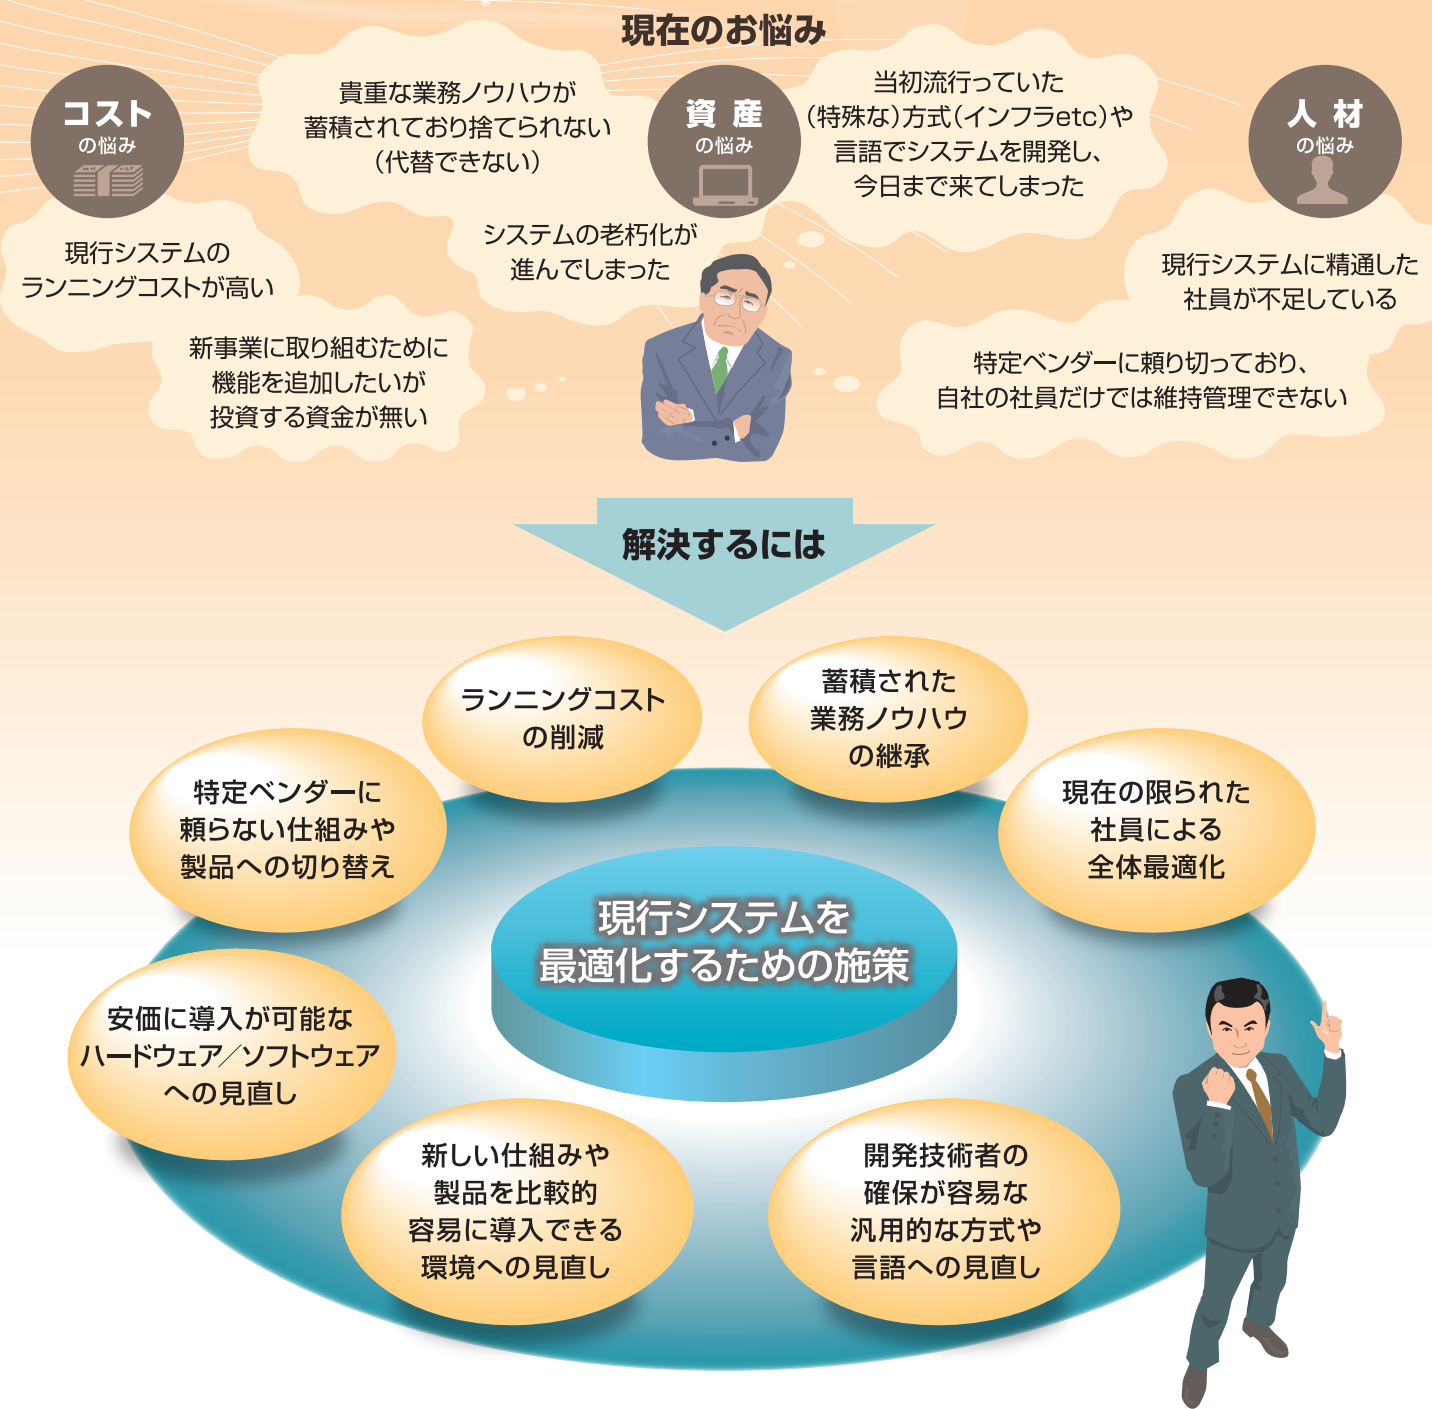 現在のお悩み
コスト
の悩み
現行システムの
ランニングコストが高い
新事業に取り組むために
機能を追加したいが
投資する資金が無い
資産
の悩み
貴重な業務ノウハウが
蓄積されており捨てられない
（代替できない）
システムの老朽化が
進んでしまった
当初流行っていた
（特殊な）方式（インフラetc）や
言語でシステムを開発し、
今日まで来てしまった
人材
の悩み
現行システムに精通した
社員が不足している
特定ベンダーに頼り切っており、
自社の社員だけでは維持管理できない
解決するには
ランニングコスト
の削減
蓄積された
業務ノウハウ
の継承
特定ベンダーに
頼らない仕組みや
製品への切り替え
現在の限られた
社員による
全体最適化
現行システムを
最適化するための施策
安価に導入が可能な
ハードウェア／ソフトウェア
への見直し
新しい仕組みや
製品を比較的
容易に導入できる
環境への見直し
開発技術者の
確保が容易な
汎用的な方式や
言語への見直し